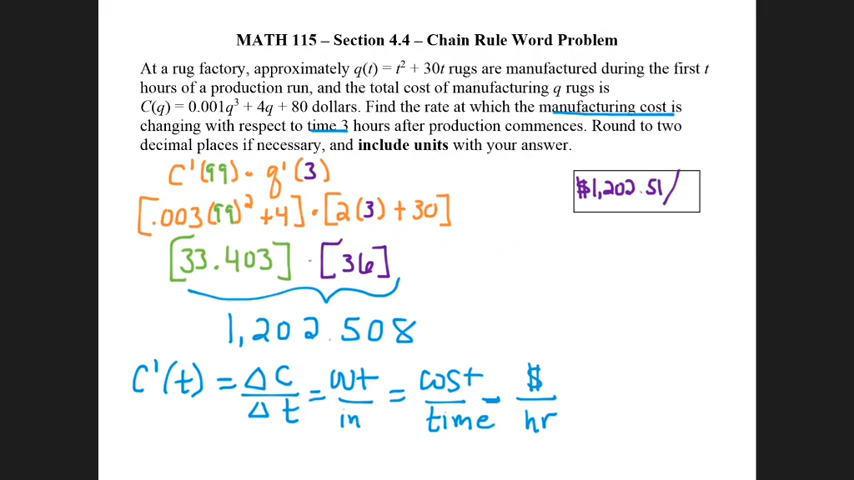 MATH 115 – Section 4.4 – Chain Rule Word Problem
At a rug factory, approximately q(t) = t² + 30t rugs are manufactured during the first t
hours of a production run, and the total cost of manufacturing q rugs is
C(q) = 0.001q³ + 4q + 80 dollars. Find the rate at which the manufacturing cost is
changing with respect to time 3 hours after production commences. Round to two
decimal places if necessary, and include units with your answer.
C'(99) · q'(3)
$1,202.51/
[.003(99)² + 4] · [2(3) + 30]
[33.403] · [36]
1,202.508
C'(t) = ΔC/Δt = out/in = cost/time = $/hr